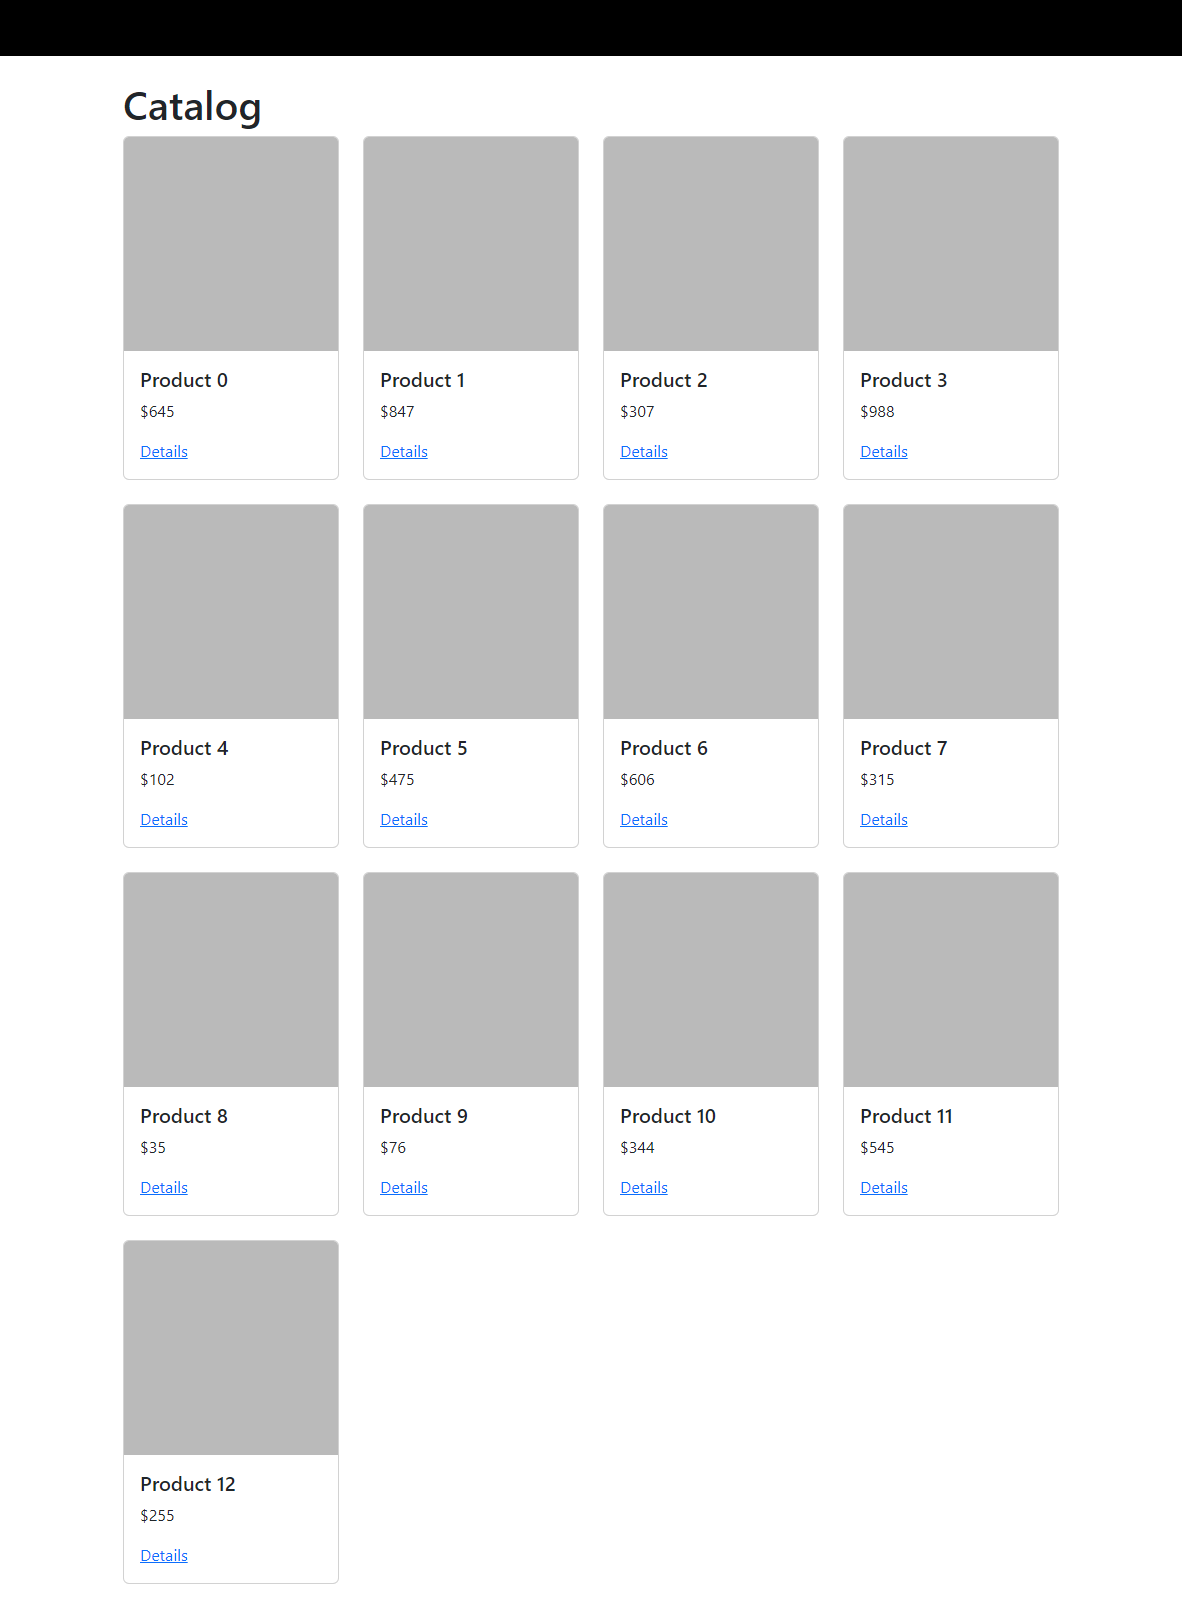 Catalog
Product 0
$645
Details
Product 1
$847
Details
Product 2
$307
Details
Product 3
$988
Details
Product 4
$102
Details
Product 5
$475
Details
Product 6
$606
Details
Product 7
$315
Details
Product 8
$35
Details
Product 9
$76
Details
Product 10
$344
Details
Product 11
$545
Details
Product 12
$255
Details